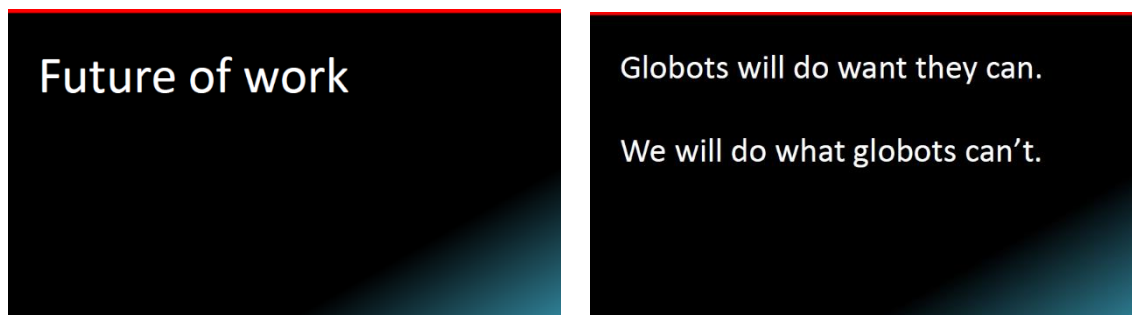 Future of work
Globots will do want they can.
We will do what globots can’t.